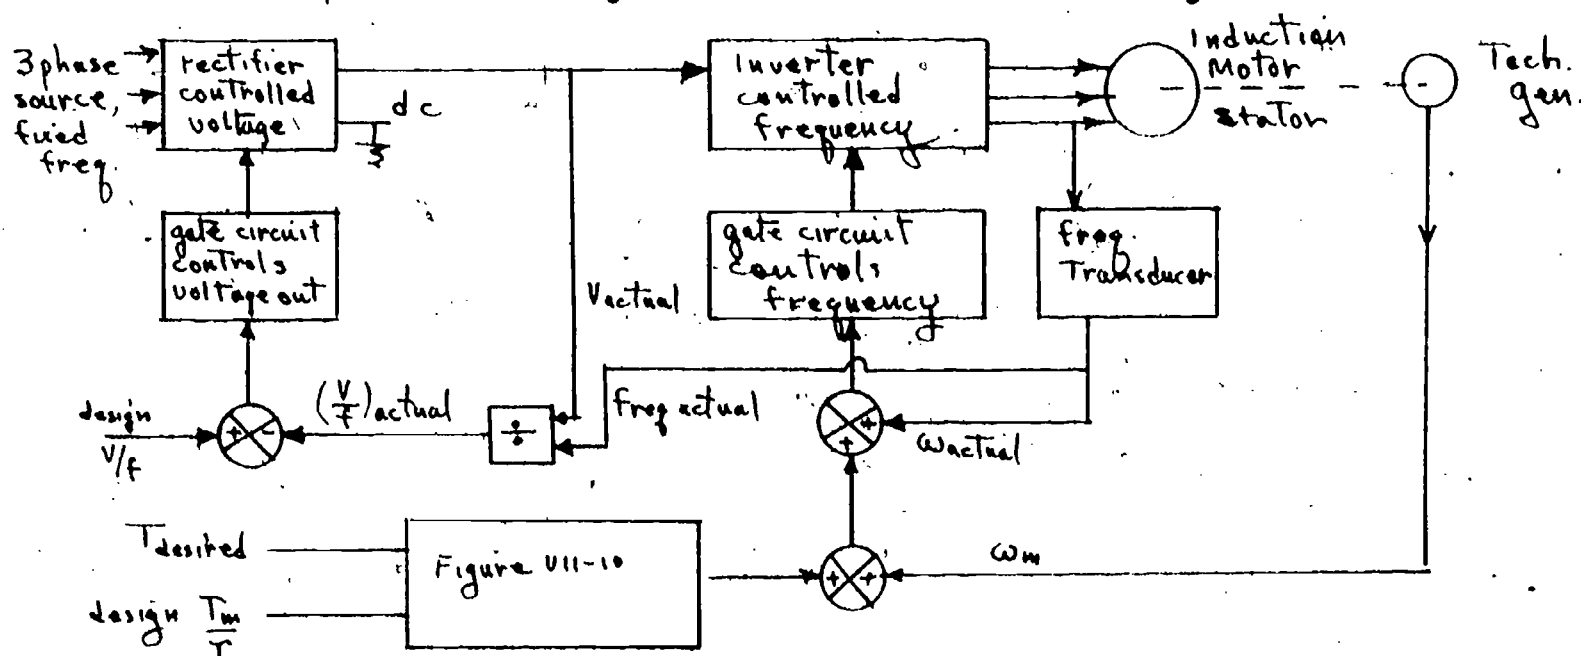 3 phase
source,
fixed
freq.
rectifier
controlled
voltage
dc
Inverter
controlled
frequency
Induction
Motor
stator
Tech.
gen.
gate circuit
controls
voltage out
Vactual
gate circuit
controls
frequency
freq.
Transducer
design
V/f
+ -
(V/f)actual
÷
freq actual
+
+
ωactual
Tdesired
design Tm
Figure VII-10
+ +
ωm